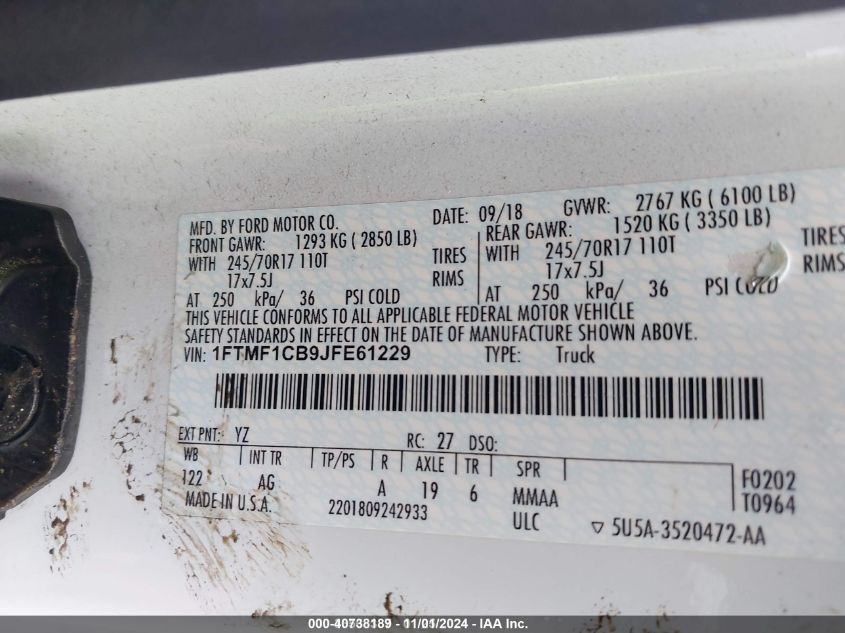 MFD. BY FORD MOTOR CO. DATE: 09/18 GVWR: 2767 KG ( 6100 LB)
FRONT GAWR: 1293 KG ( 2850 LB) REAR GAWR: 1520 KG ( 3350 LB)
WITH 245/70R17 110T TIRES WITH 245/70R17 110T TIRES
17x7.5J RIMS 17x7.5J RIMS
AT 250 kPa/ 36 PSI COLD AT 250 kPa/ 36 PSI COLD
THIS VEHICLE CONFORMS TO ALL APPLICABLE FEDERAL MOTOR VEHICLE
SAFETY STANDARDS IN EFFECT ON THE DATE OF MANUFACTURE SHOWN ABOVE.
VIN: 1FTMF1CB9JFE61229 TYPE: Truck
EXT PNT: YZ RC: 27 DSO:
WB INT TR TP/PS R AXLE TR SPR F0202
122 AG A 19 6 MMAA T0964
MADE IN U.S.A. 2201809242933 ULC ▽ 5U5A-3520472-AA
000-40738189 - 11/01/2024 - IAA Inc.